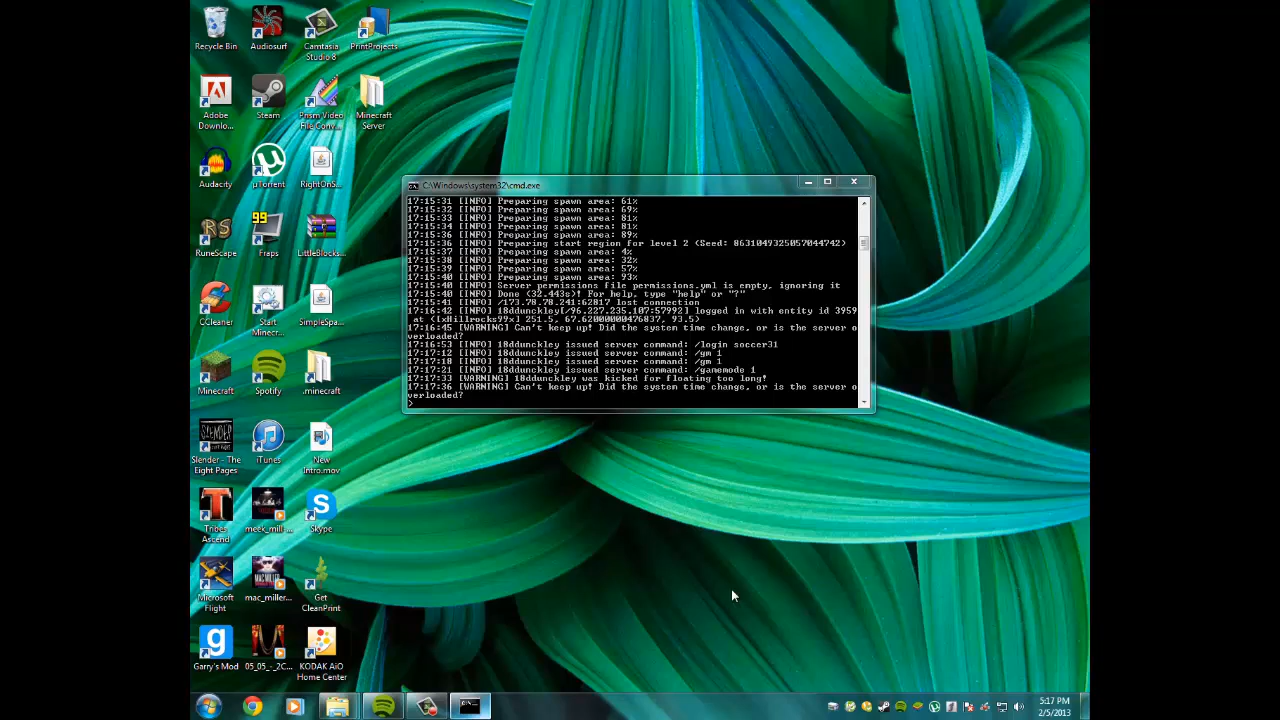 Recycle Bin
Audiosurf
Camtasia
Studio 8
PrintProjects
Adobe
Downlo...
Steam
Prism Video
File Conv...
Minecraft
Server
Audacity
µTorrent
RightOnS...
RuneScape
99
Fraps
LittleBlocks...
CCleaner
Start
Minecr...
SimpleSpa...
Minecraft
Spotify
.minecraft
SLENDER
Slender - The
Eight Pages
iTunes
New
Intro.mov
Tribes
Ascend
meek_mill-...
Skype
Microsoft
Flight
MAC MILLER
mac_miller...
Get
CleanPrint
Garry's Mod
05_05_-_2C...
KODAK AiO
Home Center
C:\Windows\system32\cmd.exe
17:15:31 [INFO] Preparing spawn area: 61%
17:15:32 [INFO] Preparing spawn area: 69%
17:15:33 [INFO] Preparing spawn area: 81%
17:15:34 [INFO] Preparing spawn area: 81%
17:15:36 [INFO] Preparing spawn area: 89%
17:15:36 [INFO] Preparing start region for level 2 (Seed: 8631049325057044742)
17:15:37 [INFO] Preparing spawn area: 4%
17:15:38 [INFO] Preparing spawn area: 32%
17:15:39 [INFO] Preparing spawn area: 57%
17:15:40 [INFO] Preparing spawn area: 93%
17:15:40 [INFO] Server permissions file permissions.yml is empty, ignoring it
17:15:40 [INFO] Done (32.443s)! For help, type "help" or "?"
17:15:41 [INFO] /173.78.78.241:62817 lost connection
17:16:42 [INFO] 18ddunckley[/96.227.235.107:57992] logged in with entity id 3959
at ([xHillrocks99x] 251.5, 67.6200000476837, 93.5)
17:16:45 [WARNING] Can't keep up! Did the system time change, or is the server o
verloaded?
17:16:53 [INFO] 18ddunckley issued server command: /login soccer31
17:17:12 [INFO] 18ddunckley issued server command: /gm 1
17:17:18 [INFO] 18ddunckley issued server command: /gm 1
17:17:21 [INFO] 18ddunckley issued server command: /gamemode 1
17:17:33 [WARNING] 18ddunckley was kicked for floating too long!
17:17:36 [WARNING] Can't keep up! Did the system time change, or is the server o
verloaded?
>
5:17 PM
2/5/2013